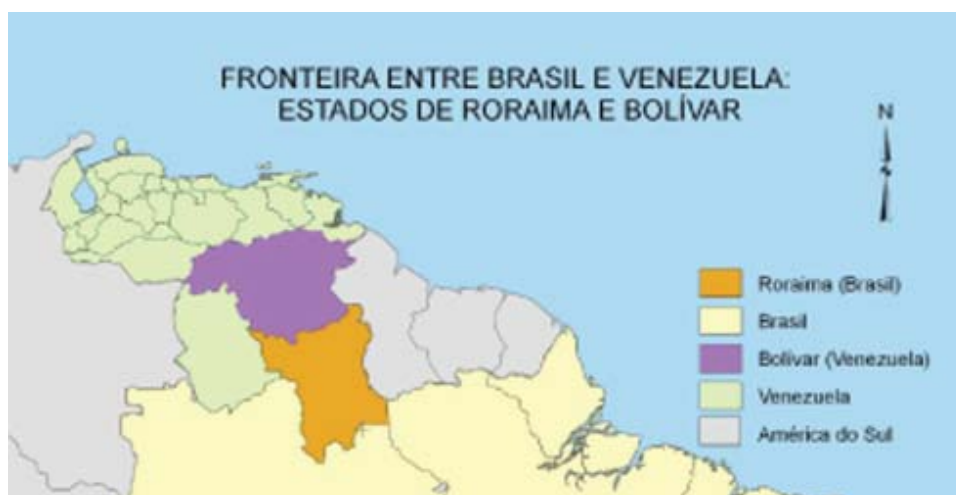 FRONTEIRA ENTRE BRASIL E VENEZUELA:
ESTADOS DE RORAIMA E BOLÍVAR
N
Roraima (Brasil)
Brasil
Bolívar (Venezuela)
Venezuela
América do Sul